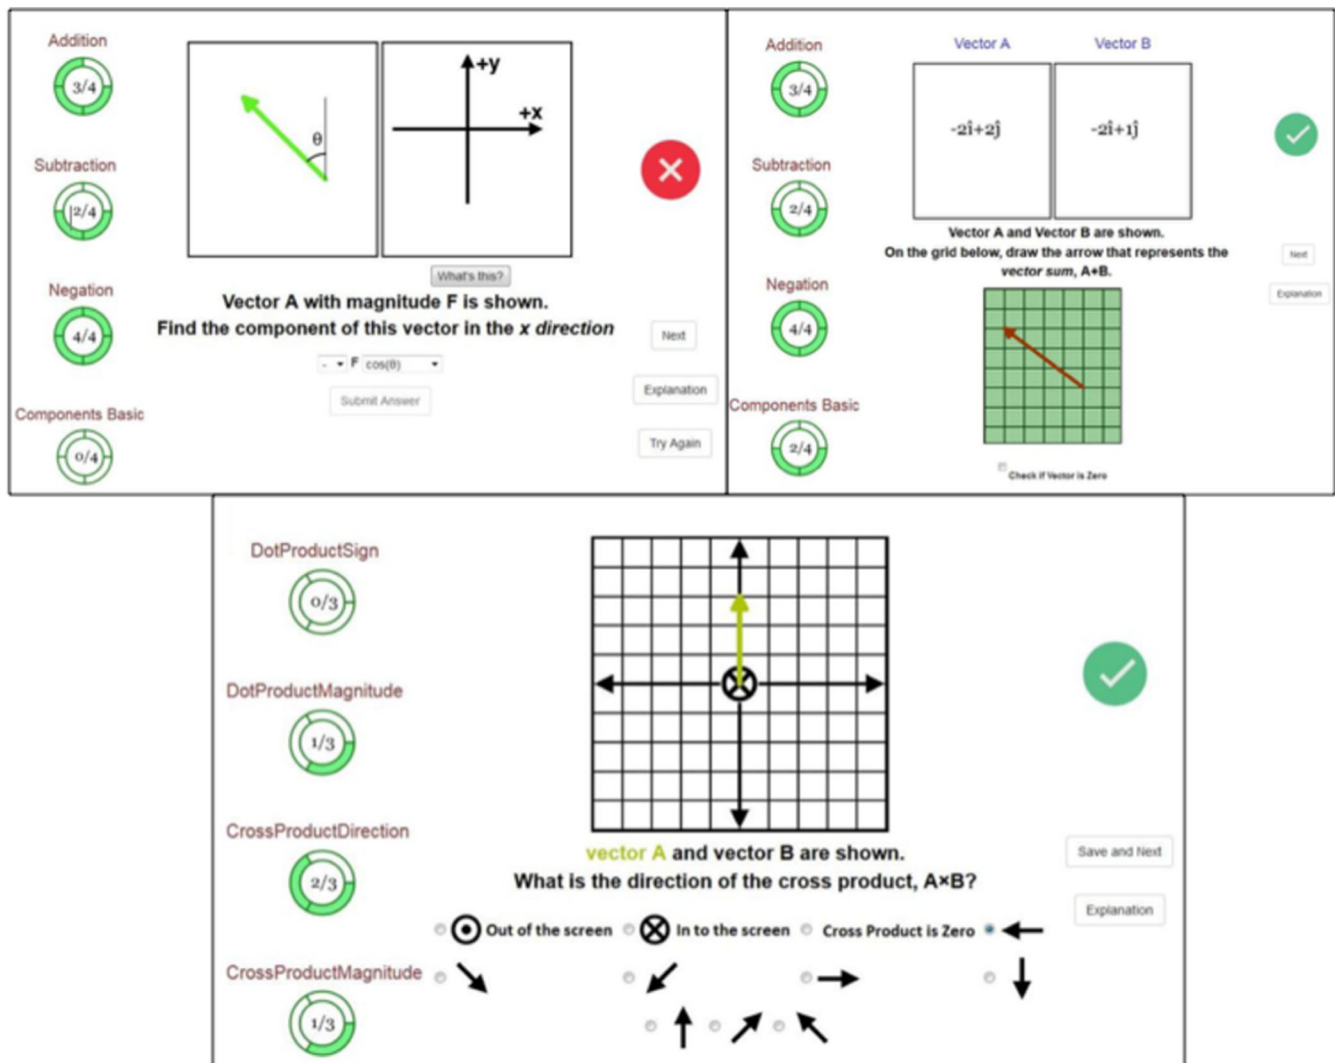 Addition
3/4
Subtraction
2/4
Negation
4/4
Components Basic
0/4
θ
+y
+x
What's this?
Vector A with magnitude F is shown.
Find the component of this vector in the x direction
- F cos(θ)
Submit Answer
Next
Explanation
Try Again
Addition
3/4
Subtraction
2/4
Negation
4/4
Components Basic
2/4
Vector A Vector B
-2î+2ĵ -2î+1ĵ
Vector A and Vector B are shown.
On the grid below, draw the arrow that represents the
vector sum, A+B.
Check if Vector is Zero
Next
Explanation
DotProductSign
0/3
DotProductMagnitude
1/3
CrossProductDirection
2/3
CrossProductMagnitude
1/3
vector A and vector B are shown.
What is the direction of the cross product, A×B?
Out of the screen In to the screen Cross Product is Zero
Save and Next
Explanation